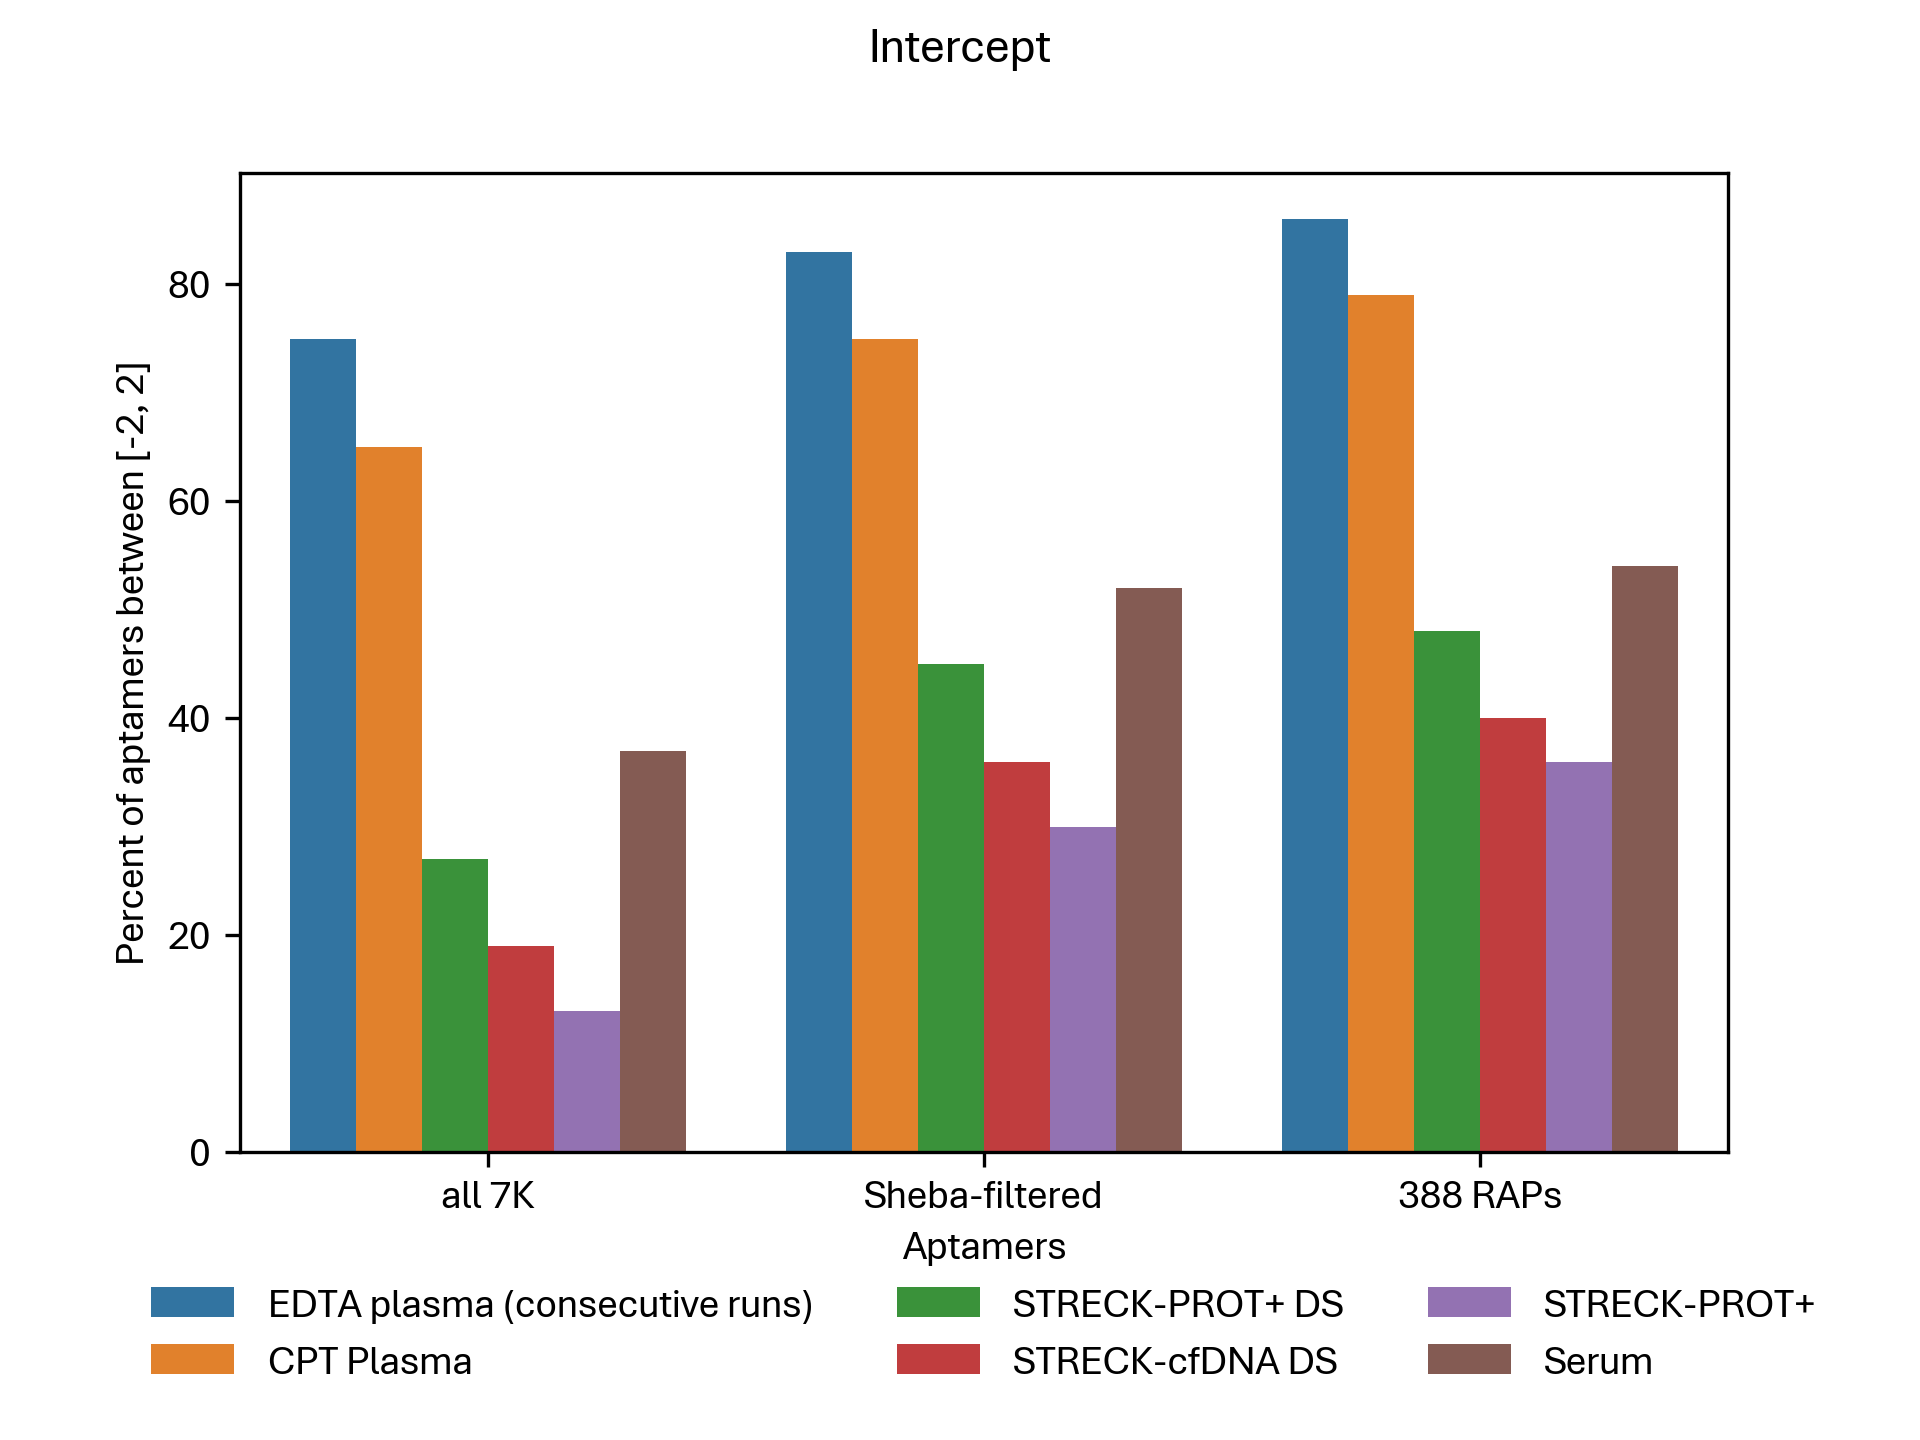 Intercept
Percent of aptamers between [-2, 2]
80
60
40
20
0
all 7K
Sheba-filtered
388 RAPs
Aptamers
EDTA plasma (consecutive runs)
CPT Plasma
STRECK-PROT+ DS
STRECK-cfDNA DS
STRECK-PROT+
Serum